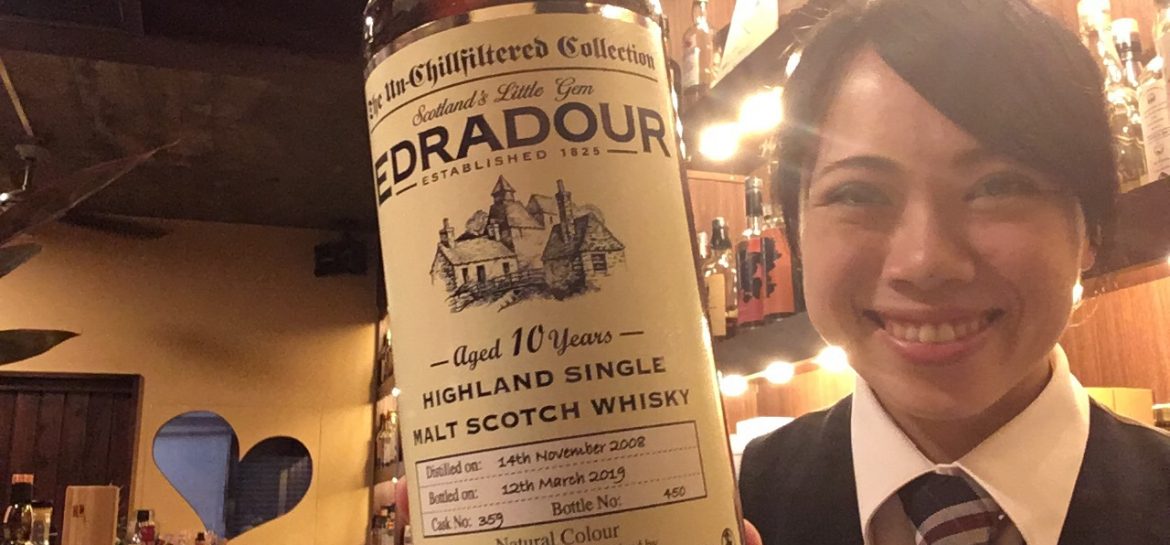 The Un-Chillfiltered Collection
Scotland's Little Gem
EDRADOUR
ESTABLISHED 1825
Aged 10 Years
HIGHLAND SINGLE
MALT SCOTCH WHISKY
Distilled on: 14th November 2008
Bottled on: 12th March 2019
Cask No: 359 Bottle No: 450
Natural Colour